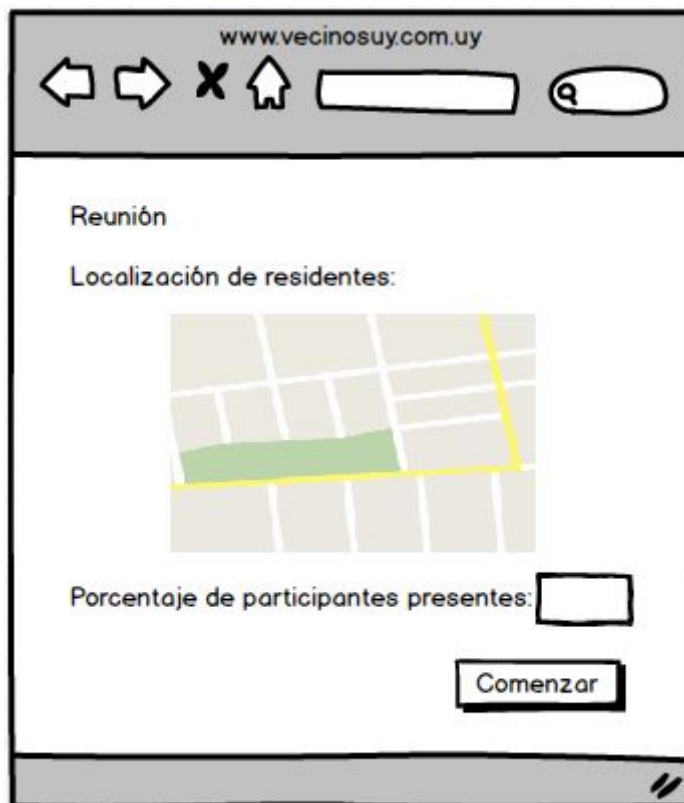 www.vecinosuy.com.uy
Reunión
Localización de residentes:
Porcentaje de participantes presentes:
Comenzar